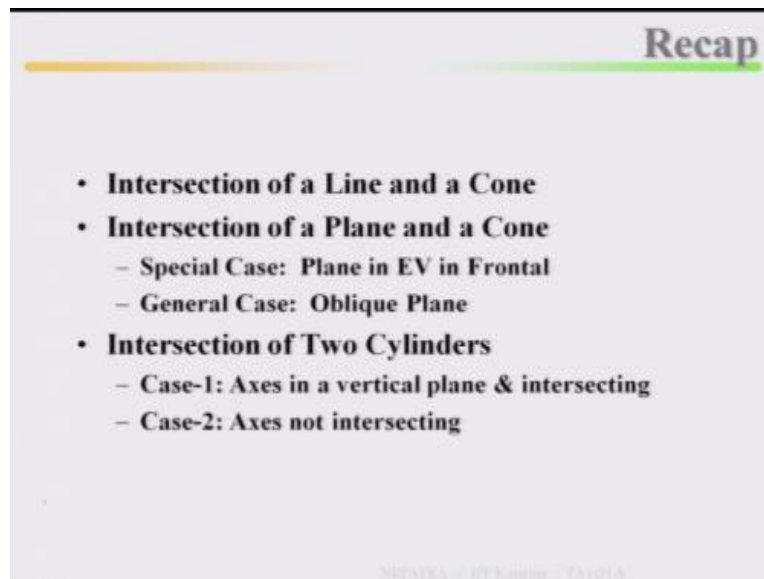 Recap
• Intersection of a Line and a Cone
• Intersection of a Plane and a Cone
– Special Case: Plane in EV in Frontal
– General Case: Oblique Plane
• Intersection of Two Cylinders
– Case-1: Axes in a vertical plane & intersecting
– Case-2: Axes not intersecting